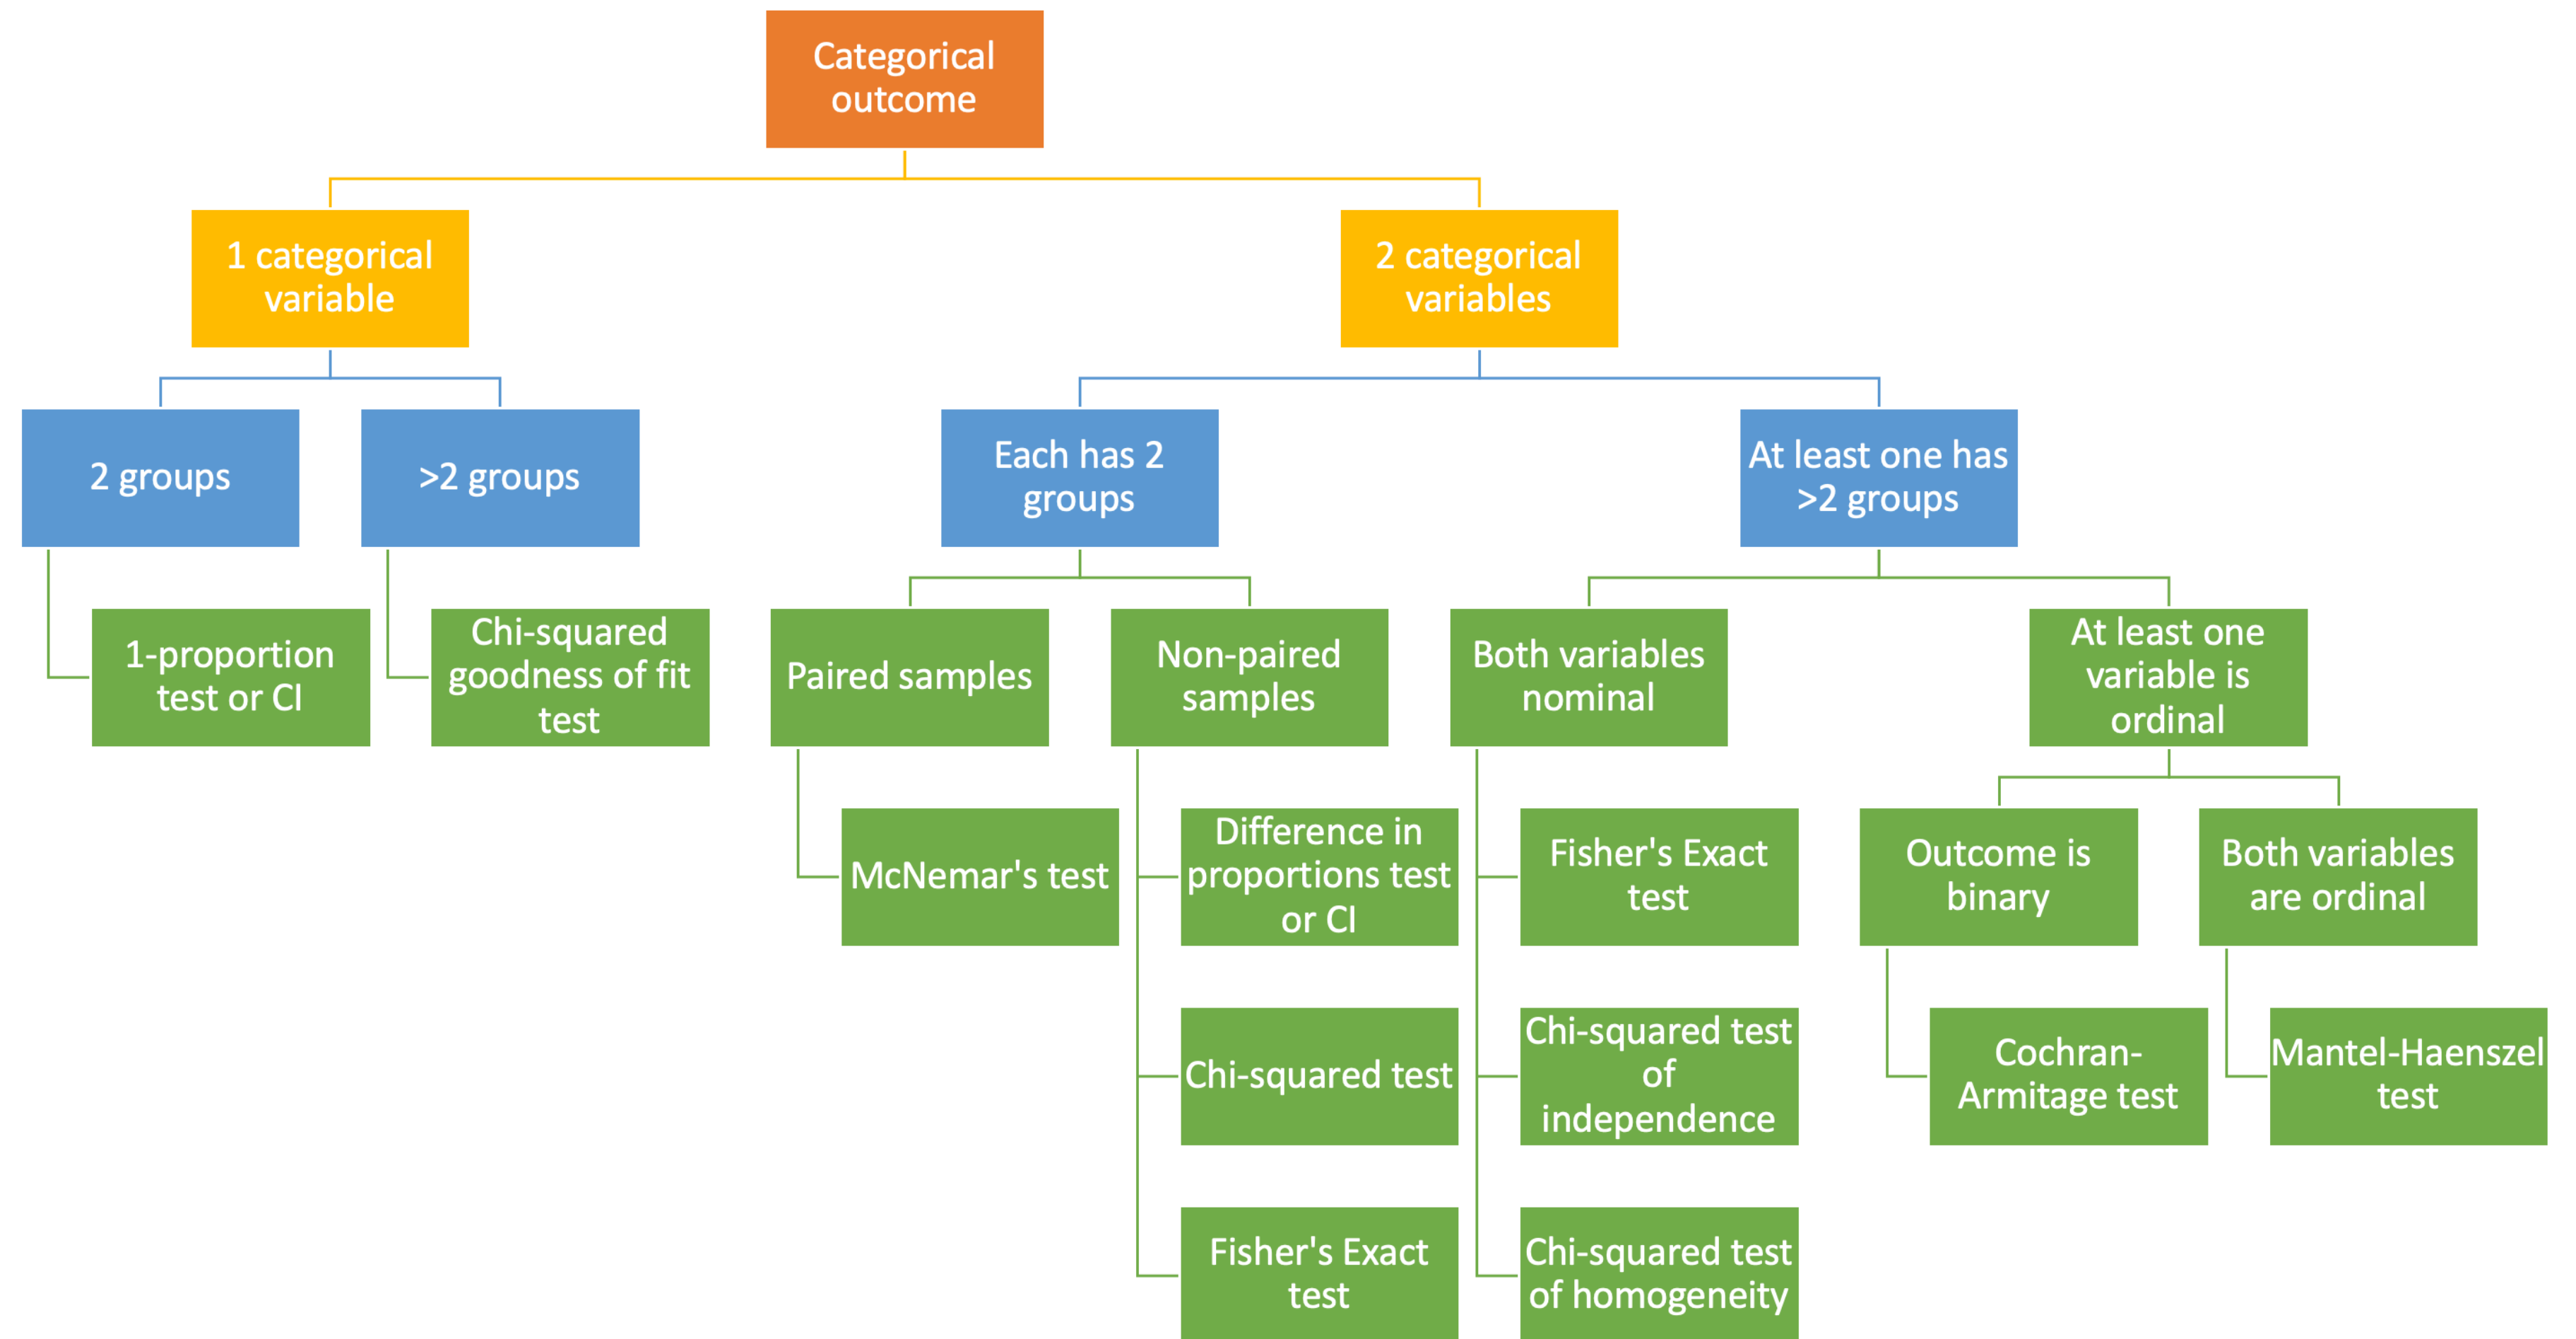 Categorical
outcome
1 categorical
variable
2 categorical
variables
2 groups
>2 groups
Each has 2
groups
At least one has
>2 groups
1-proportion
test or CI
Chi-squared
goodness of fit
test
Paired samples
Non-paired
samples
Both variables
nominal
At least one
variable is
ordinal
McNemar's test
Difference in
proportions test
or CI
Fisher's Exact
test
Outcome is
binary
Both variables
are ordinal
Chi-squared test
Chi-squared test
of
independence
Cochran-
Armitage test
Mantel-Haenszel
test
Fisher's Exact
test
Chi-squared test
of homogeneity